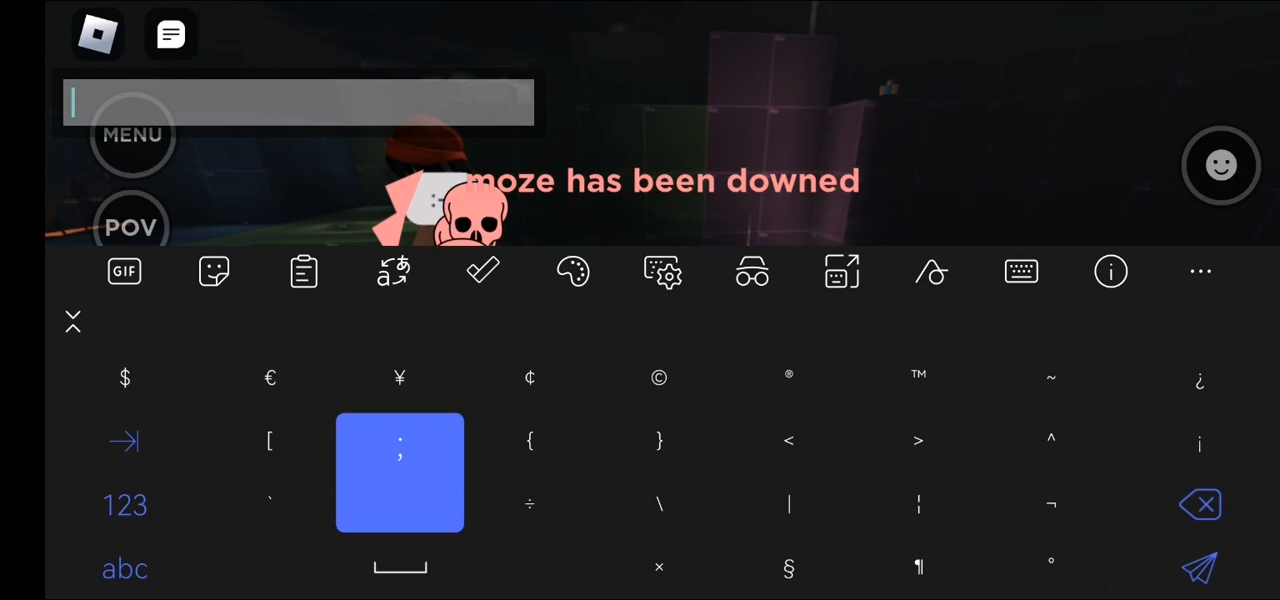 MENU
moze has been downed
POV
GIF
$ € ¥ ¢ © ® ™ ~ ¿
[ ; { } < > ^ ¡
123 ` ÷ \ | ¦ ¬
abc × § ¶ °